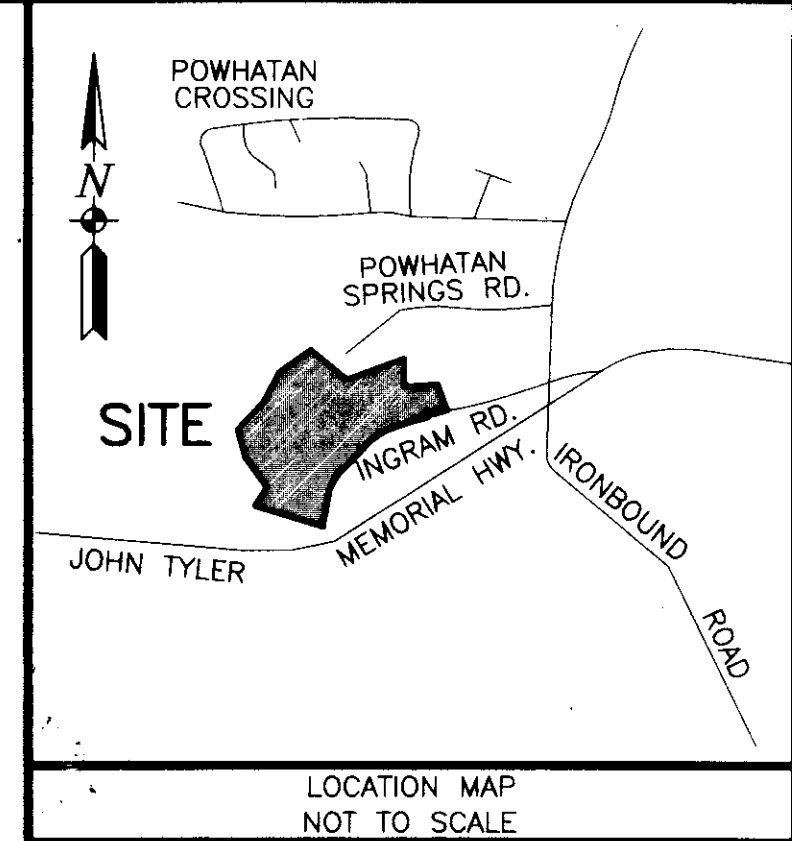 POWHATAN
CROSSING
N
POWHATAN
SPRINGS RD.
SITE
INGRAM RD.
JOHN TYLER
MEMORIAL HWY.
IRONBOUND
ROAD
LOCATION MAP
NOT TO SCALE